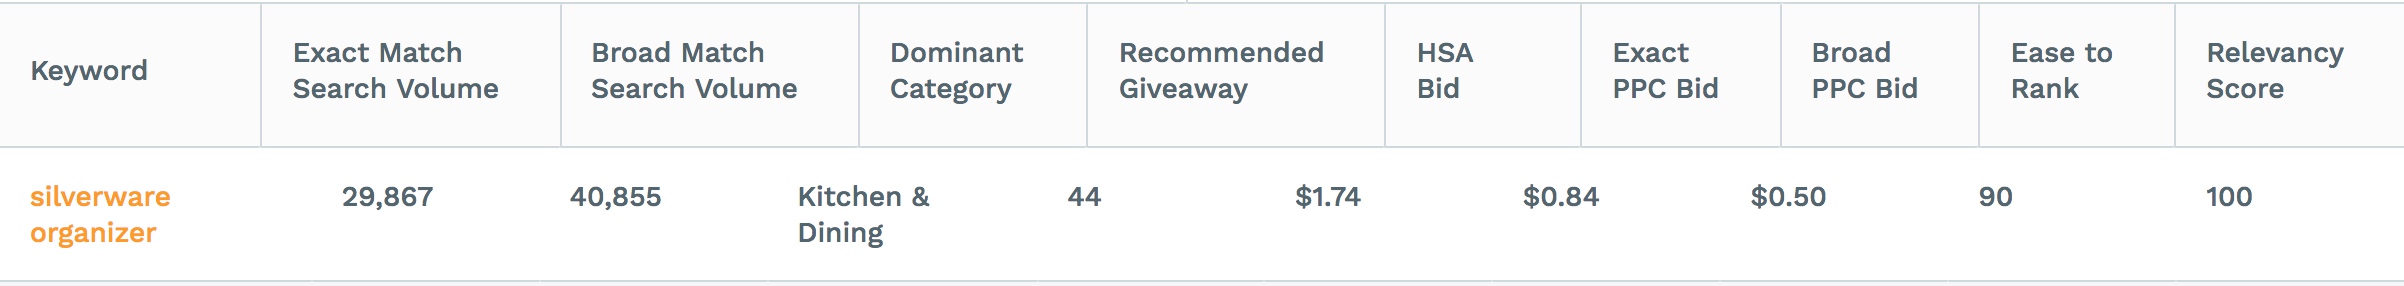 Keyword
Exact Match
Search Volume
Broad Match
Search Volume
Dominant
Category
Recommended
Giveaway
HSA
Bid
Exact
PPC Bid
Broad
PPC Bid
Ease to
Rank
Relevancy
Score
silverware
organizer
29,867
40,855
Kitchen &
Dining
44
$1.74
$0.84
$0.50
90
100